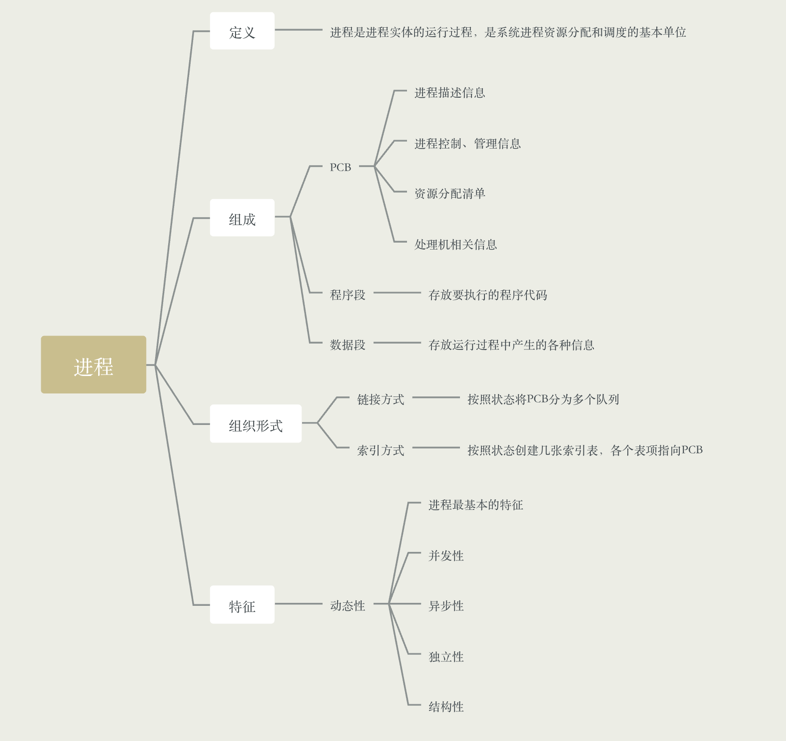 进程
定义
进程是进程实体的运行过程，是系统进程资源分配和调度的基本单位
组成
PCB
进程描述信息
进程控制、管理信息
资源分配清单
处理机相关信息
程序段
存放要执行的程序代码
数据段
存放运行过程中产生的各种信息
组织形式
链接方式
按照状态将PCB分为多个队列
索引方式
按照状态创建几张索引表，各个表项指向PCB
特征
动态性
进程最基本的特征
并发性
异步性
独立性
结构性